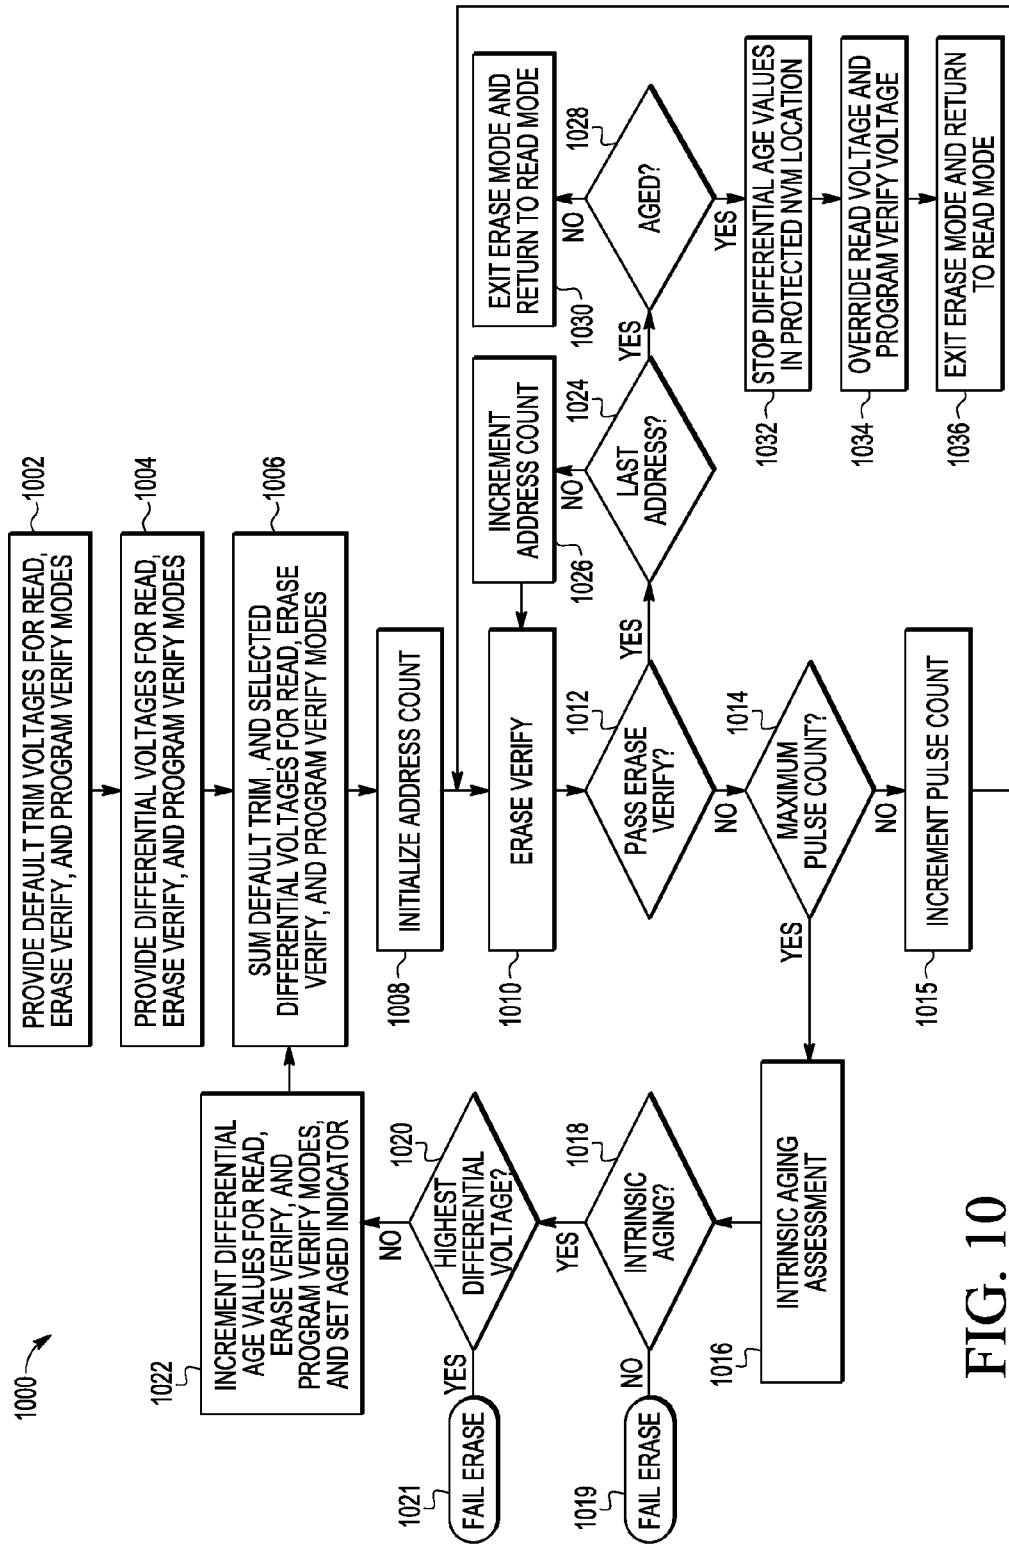 1000
PROVIDE DEFAULT TRIM VOLTAGES FOR READ,
ERASE VERIFY, AND PROGRAM VERIFY MODES
1002
PROVIDE DIFFERENTIAL VOLTAGES FOR READ,
ERASE VERIFY, AND PROGRAM VERIFY MODES
1004
SUM DEFAULT TRIM, AND SELECTED
DIFFERENTIAL VOLTAGES FOR READ, ERASE
VERIFY, AND PROGRAM VERIFY MODES
1006
INCREMENT DIFFERENTIAL
AGE VALUES FOR READ,
ERASE VERIFY, AND
PROGRAM VERIFY MODES,
AND SET AGED INDICATOR
1022
INITIALIZE ADDRESS COUNT
1008
ERASE VERIFY
1010
PASS ERASE
VERIFY?
1012
YES
NO
INCREMENT
ADDRESS COUNT
1026
NO
LAST
ADDRESS?
1024
YES
EXIT ERASE MODE AND
RETURN TO READ MODE
1030
NO
AGED?
1028
YES
STOP DIFFERENTIAL AGE VALUES
IN PROTECTED NVM LOCATION
1032
OVERRIDE READ VOLTAGE AND
PROGRAM VERIFY VOLTAGE
1034
EXIT ERASE MODE AND RETURN
TO READ MODE
1036
MAXIMUM
PULSE COUNT?
1014
YES
NO
INCREMENT PULSE COUNT
1015
INTRINSIC AGING
ASSESSMENT
1016
INTRINSIC
AGING?
1018
YES
NO
FAIL ERASE
1019
HIGHEST
DIFFERENTIAL
VOLTAGE?
1020
NO
YES
FAIL ERASE
1021
FIG. 10